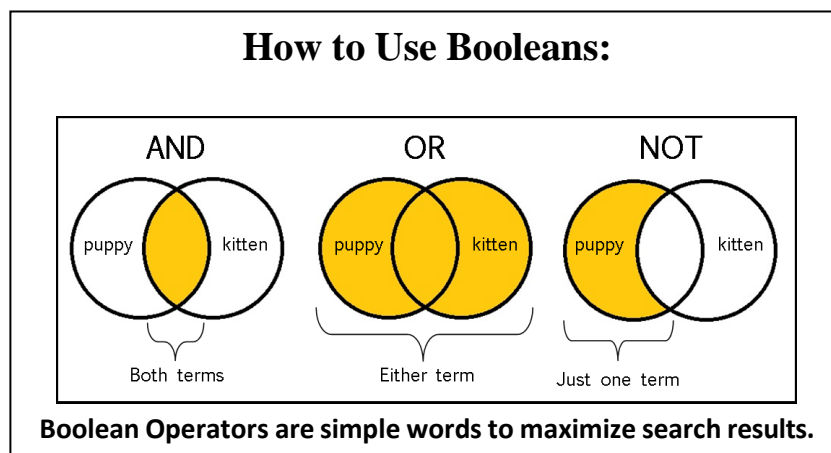 How to Use Booleans:
AND OR NOT
puppy kitten puppy kitten puppy kitten
Both terms Either term Just one term
Boolean Operators are simple words to maximize search results.